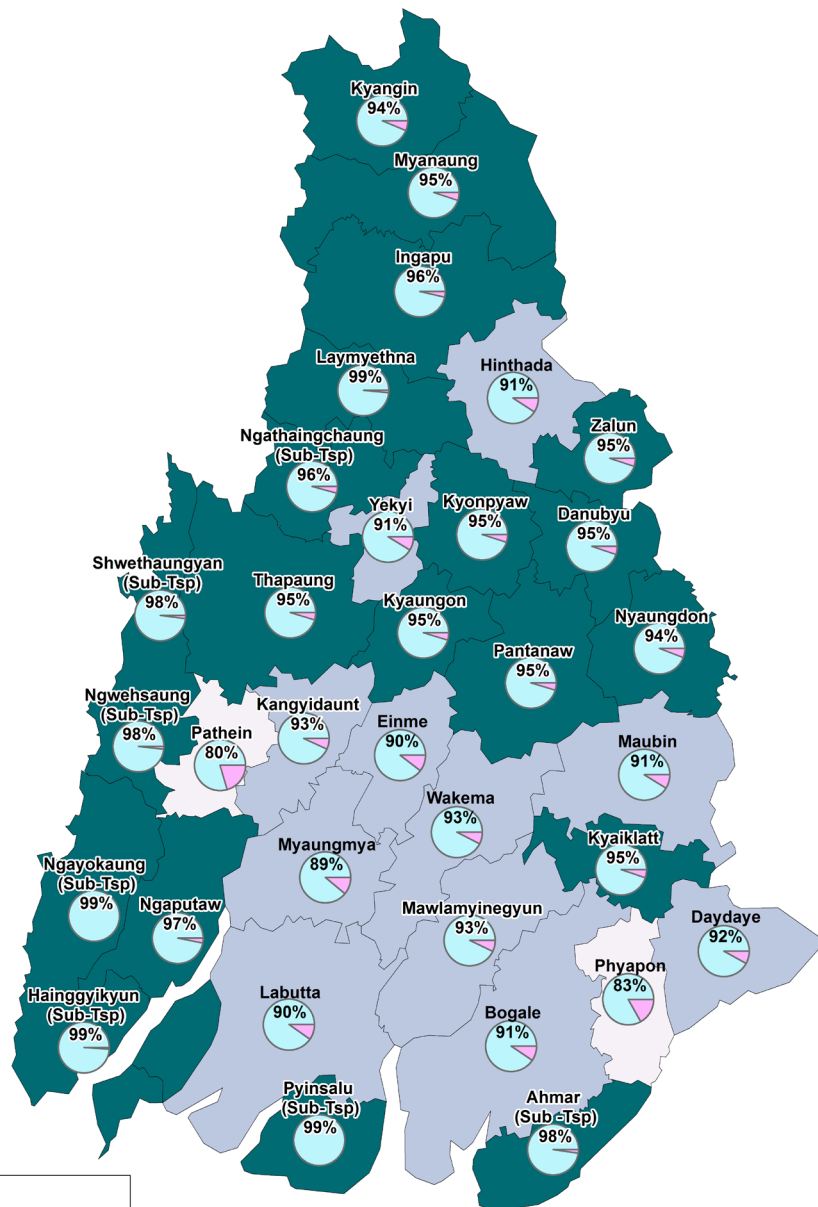 Kyangin
94%
Myanaung
95%
Ingapu
96%
Laymyethna
99%
Hinthada
91%
Zalun
95%
Ngathaingchaung
(Sub-Tsp)
96%
Yekyi
91%
Kyonpyaw
95%
Danubyu
95%
Shwethaungyan
(Sub-Tsp)
98%
Thapaung
95%
Kyaungon
95%
Nyaungdon
94%
Pantanaw
95%
Ngwehsaung
(Sub-Tsp)
98%
Pathein
80%
Kangyidaunt
93%
Einme
90%
Maubin
91%
Wakema
93%
Myaungmya
89%
Kyaiklatt
95%
Ngayokaung
(Sub-Tsp)
99%
Ngaputaw
97%
Mawlamyinegyun
93%
Daydaye
92%
Phyapon
83%
Hainggyikyun
(Sub-Tsp)
99%
Labutta
90%
Bogale
91%
Pyinsalu
(Sub-Tsp)
99%
Ahmar
(Sub -Tsp)
98%